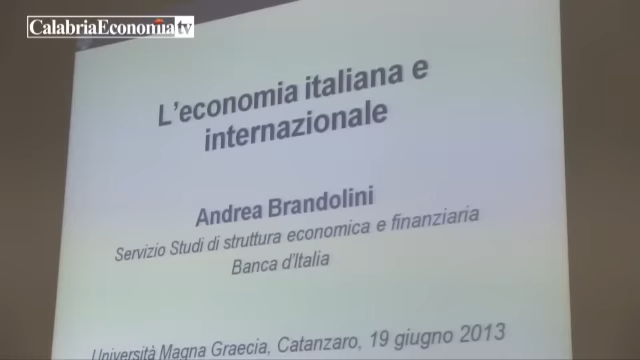 CalabriaEconomia tv
L'economia italiana e
internazionale
Andrea Brandolini
Servizio Studi di struttura economica e finanziaria
Banca d'Italia
Università Magna Graecia, Catanzaro, 19 giugno 2013